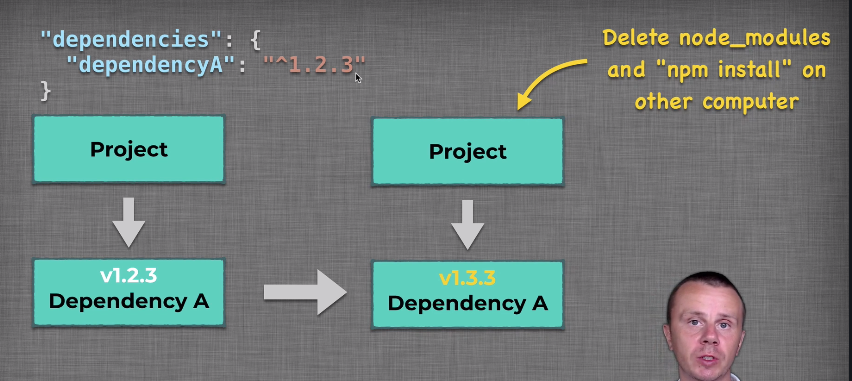 "dependencies": {
"dependencyA": "^1.2.3"
}
Delete node_modules
and "npm install" on
other computer
Project
Project
v1.2.3
Dependency A
v1.3.3
Dependency A